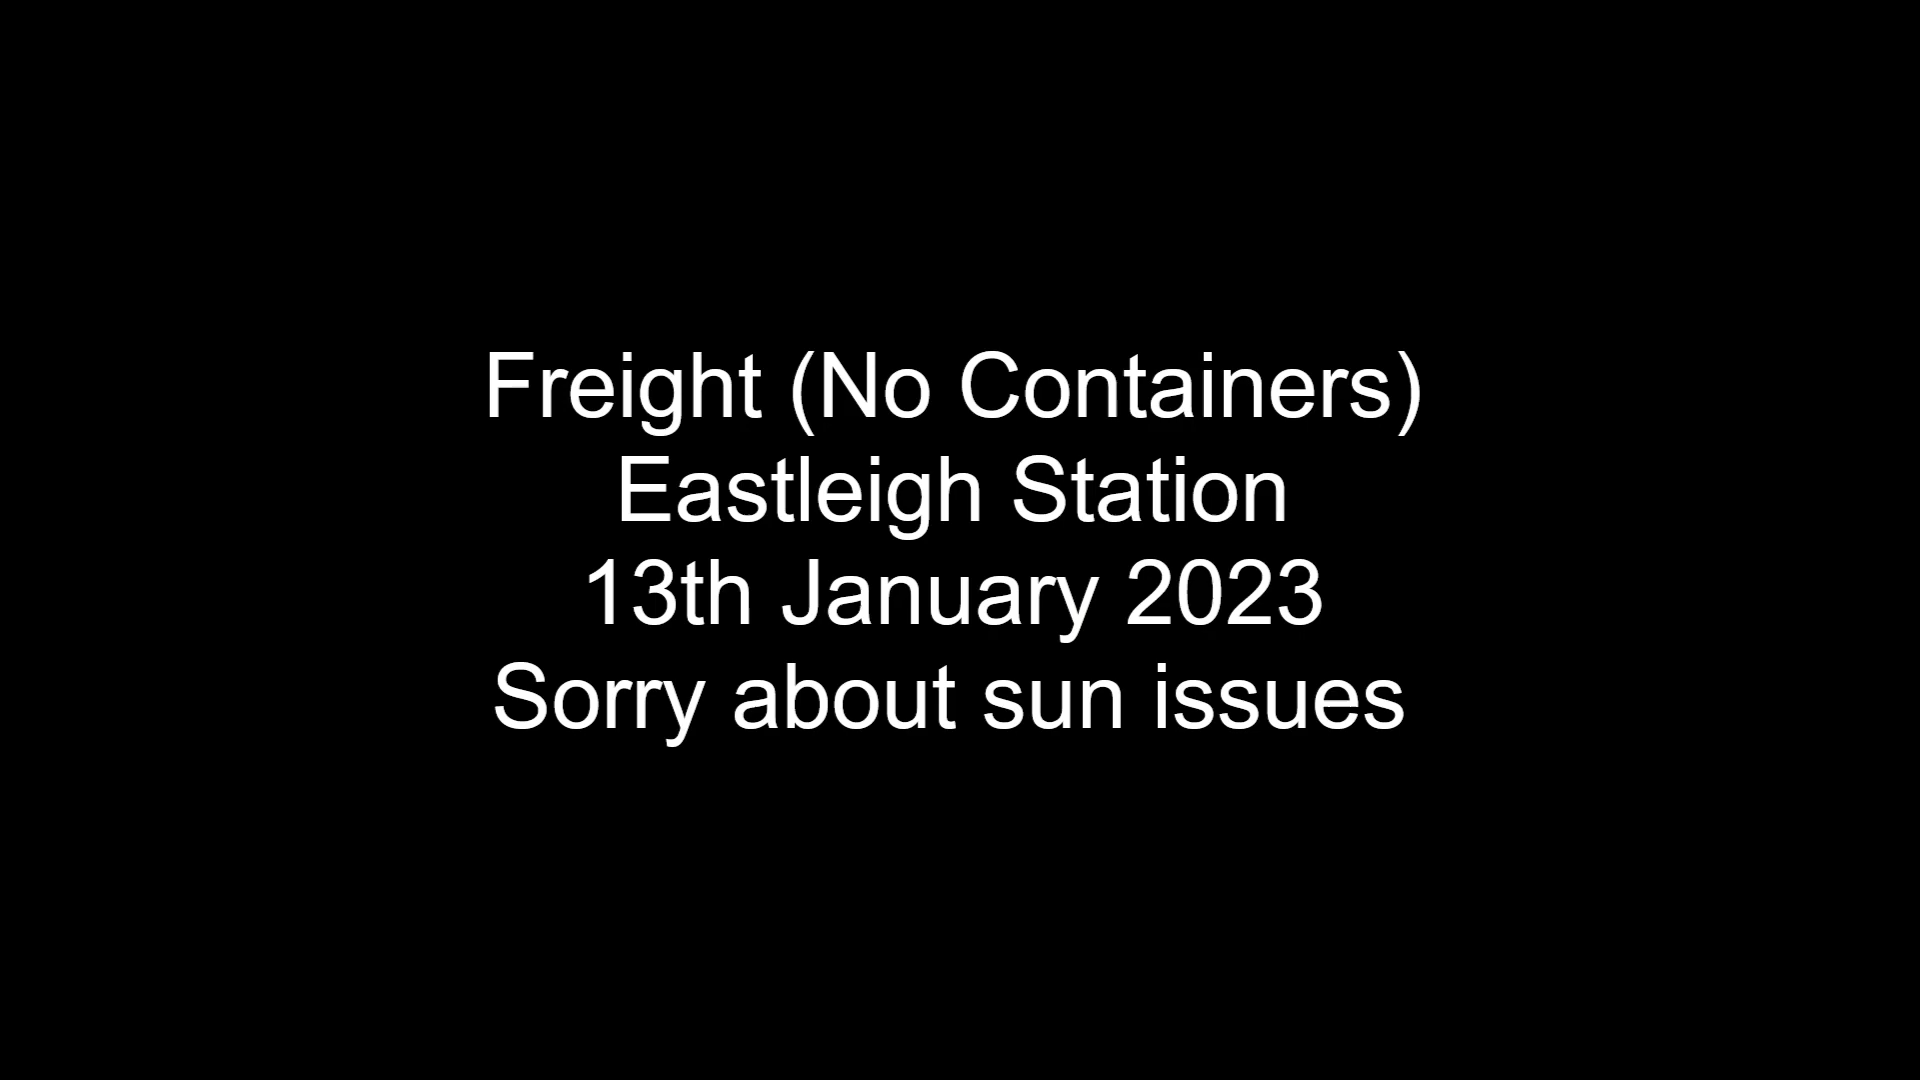 Freight (No Containers)
Eastleigh Station
13th January 2023
Sorry about sun issues